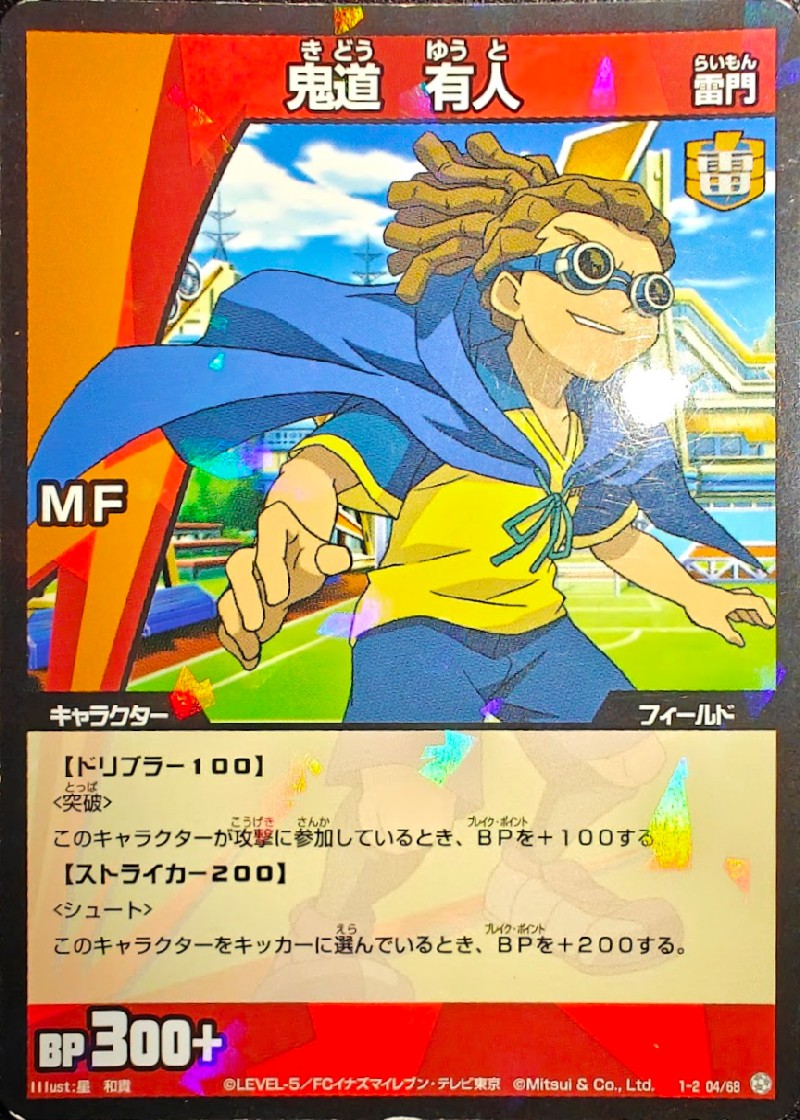 きどう ゆうと らいもん
鬼道 有人 雷門
雷
MF
キャラクター フィールド
【ドリブラー100】
とっぱ
<突破>
こうげき さんか ブレイク・ポイント
このキャラクターが攻撃に参加しているとき、BPを+100する
【ストライカー200】
<シュート>
えら ブレイク・ポイント
このキャラクターをキッカーに選んでいるとき、BPを+200する。
BP300+
Illust:星 和貴 ©LEVEL-5/FCイナズマイレブン・テレビ東京 ©Mitsui & Co., Ltd. 1-2 04/68